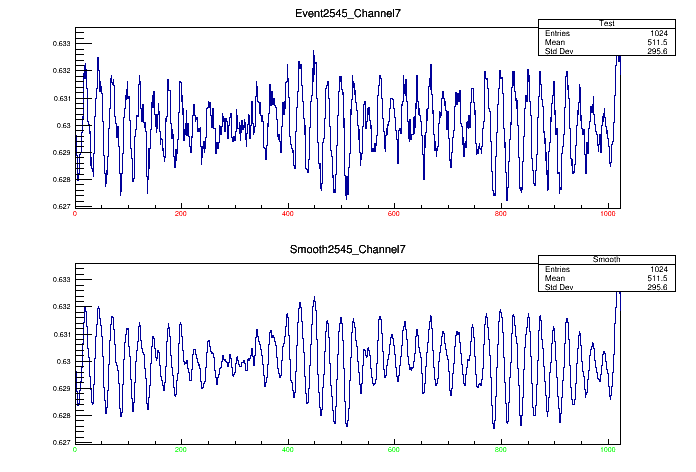 Event2545_Channel7
Test
Entries 1024
Mean 511.5
Std Dev 295.6
0.633
0.632
0.631
0.63
0.629
0.628
0.627
0 200 400 600 800 1000
Smooth2545_Channel7
Smooth
Entries 1024
Mean 511.5
Std Dev 295.6
0.633
0.632
0.631
0.63
0.629
0.628
0.627
0 200 400 600 800 1000